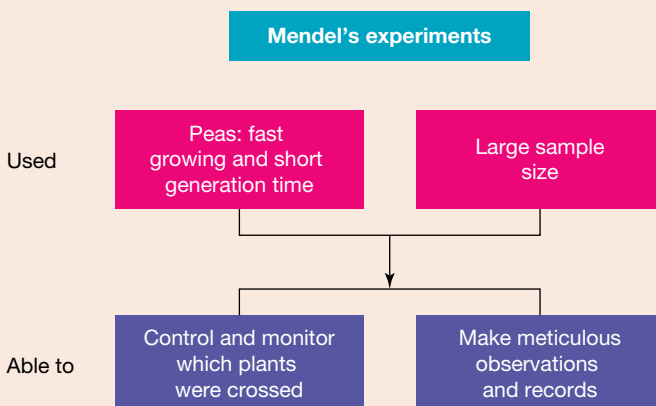 Mendel's experiments
Used
Peas: fast
growing and short
generation time
Large sample
size
Able to
Control and monitor
which plants
were crossed
Make meticulous
observations
and records